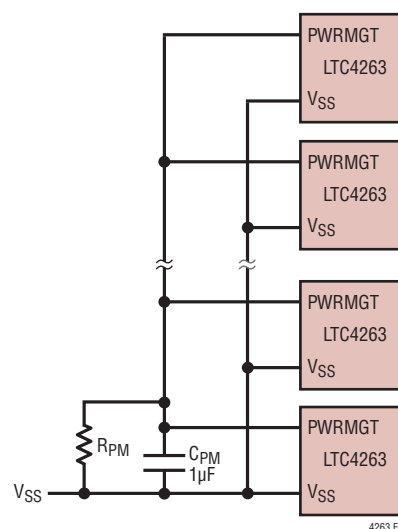 PWRMGT
LTC4263
VSS
PWRMGT
LTC4263
VSS
PWRMGT
LTC4263
VSS
PWRMGT
LTC4263
VSS
RPM
CPM
1µF
VSS
4263 F